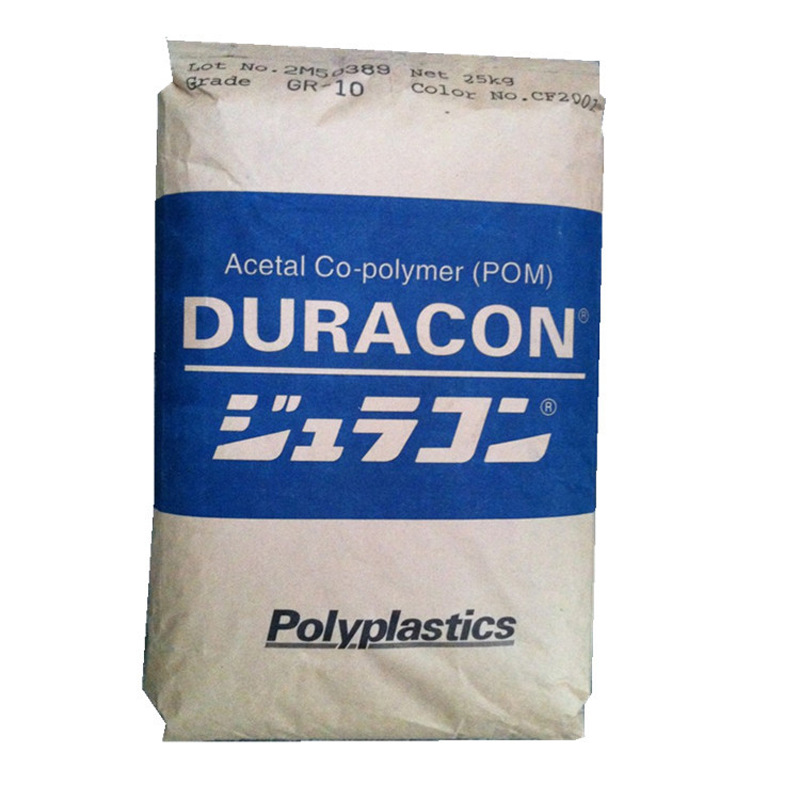 Lot No.2M50389 Net 25kg
Grade GR-10 Color No.CF2001
Acetal Co-polymer (POM)
DURACON®
ジュラコン®
Polyplastics